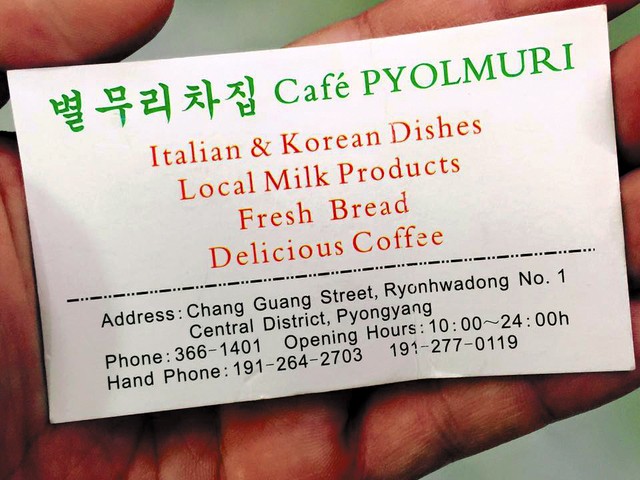 별무리차집 Café PYOLMURI
Italian & Korean Dishes
Local Milk Products
Fresh Bread
Delicious Coffee
Address: Chang Guang Street, Ryonhwadong No. 1
Central District, Pyongyang
Phone: 366-1401 Opening Hours: 10:00~24:00h
Hand Phone: 191-264-2703 191-277-0119